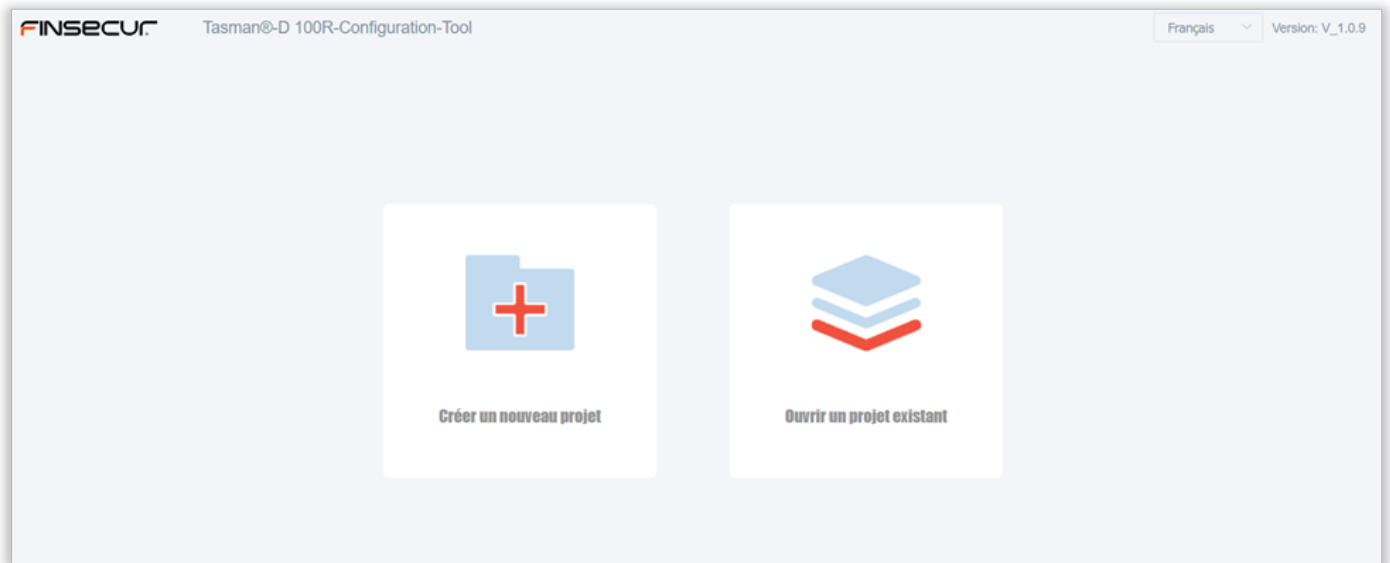 FINSECUR Tasman®-D 100R-Configuration-Tool Français Version: V_1.0.9
Créer un nouveau projet Ouvrir un projet existant